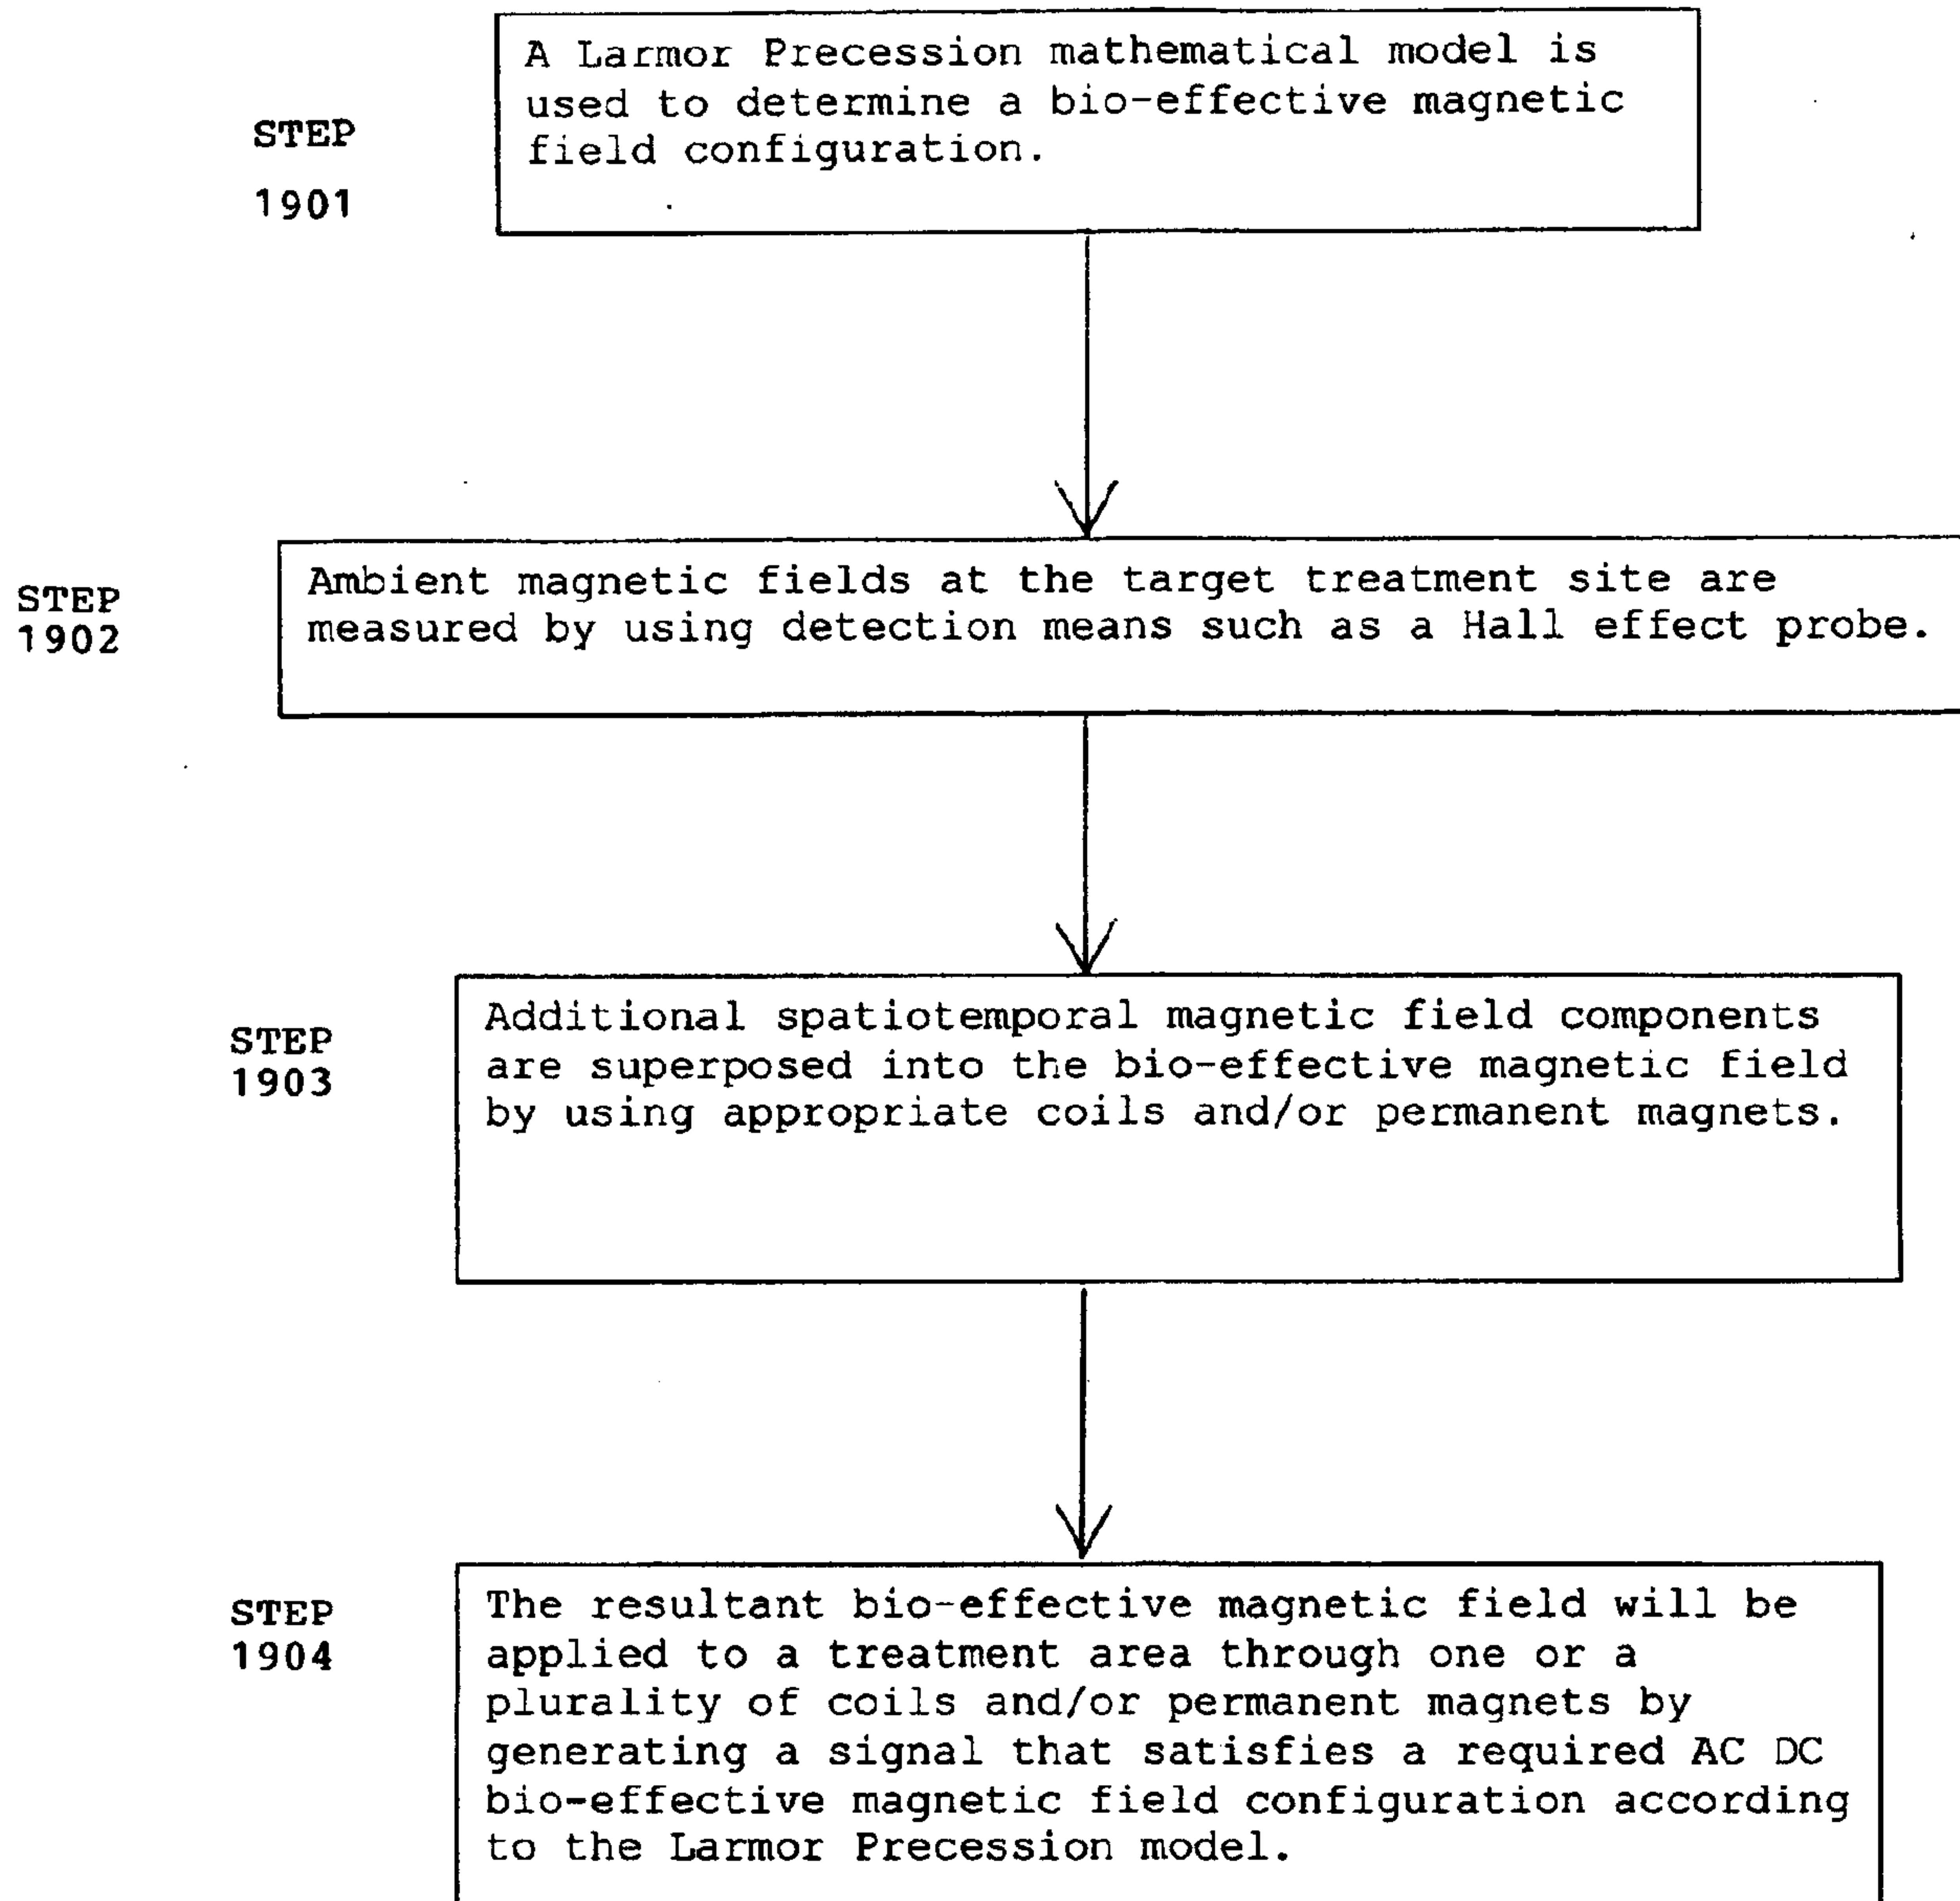 STEP
1901
A Larmor Precession mathematical model is
used to determine a bio-effective magnetic
field configuration.
STEP
1902
Ambient magnetic fields at the target treatment site are
measured by using detection means such as a Hall effect probe.
STEP
1903
Additional spatiotemporal magnetic field components
are superposed into the bio-effective magnetic field
by using appropriate coils and/or permanent magnets.
STEP
1904
The resultant bio-effective magnetic field will be
applied to a treatment area through one or a
plurality of coils and/or permanent magnets by
generating a signal that satisfies a required AC DC
bio-effective magnetic field configuration according
to the Larmor Precession model.